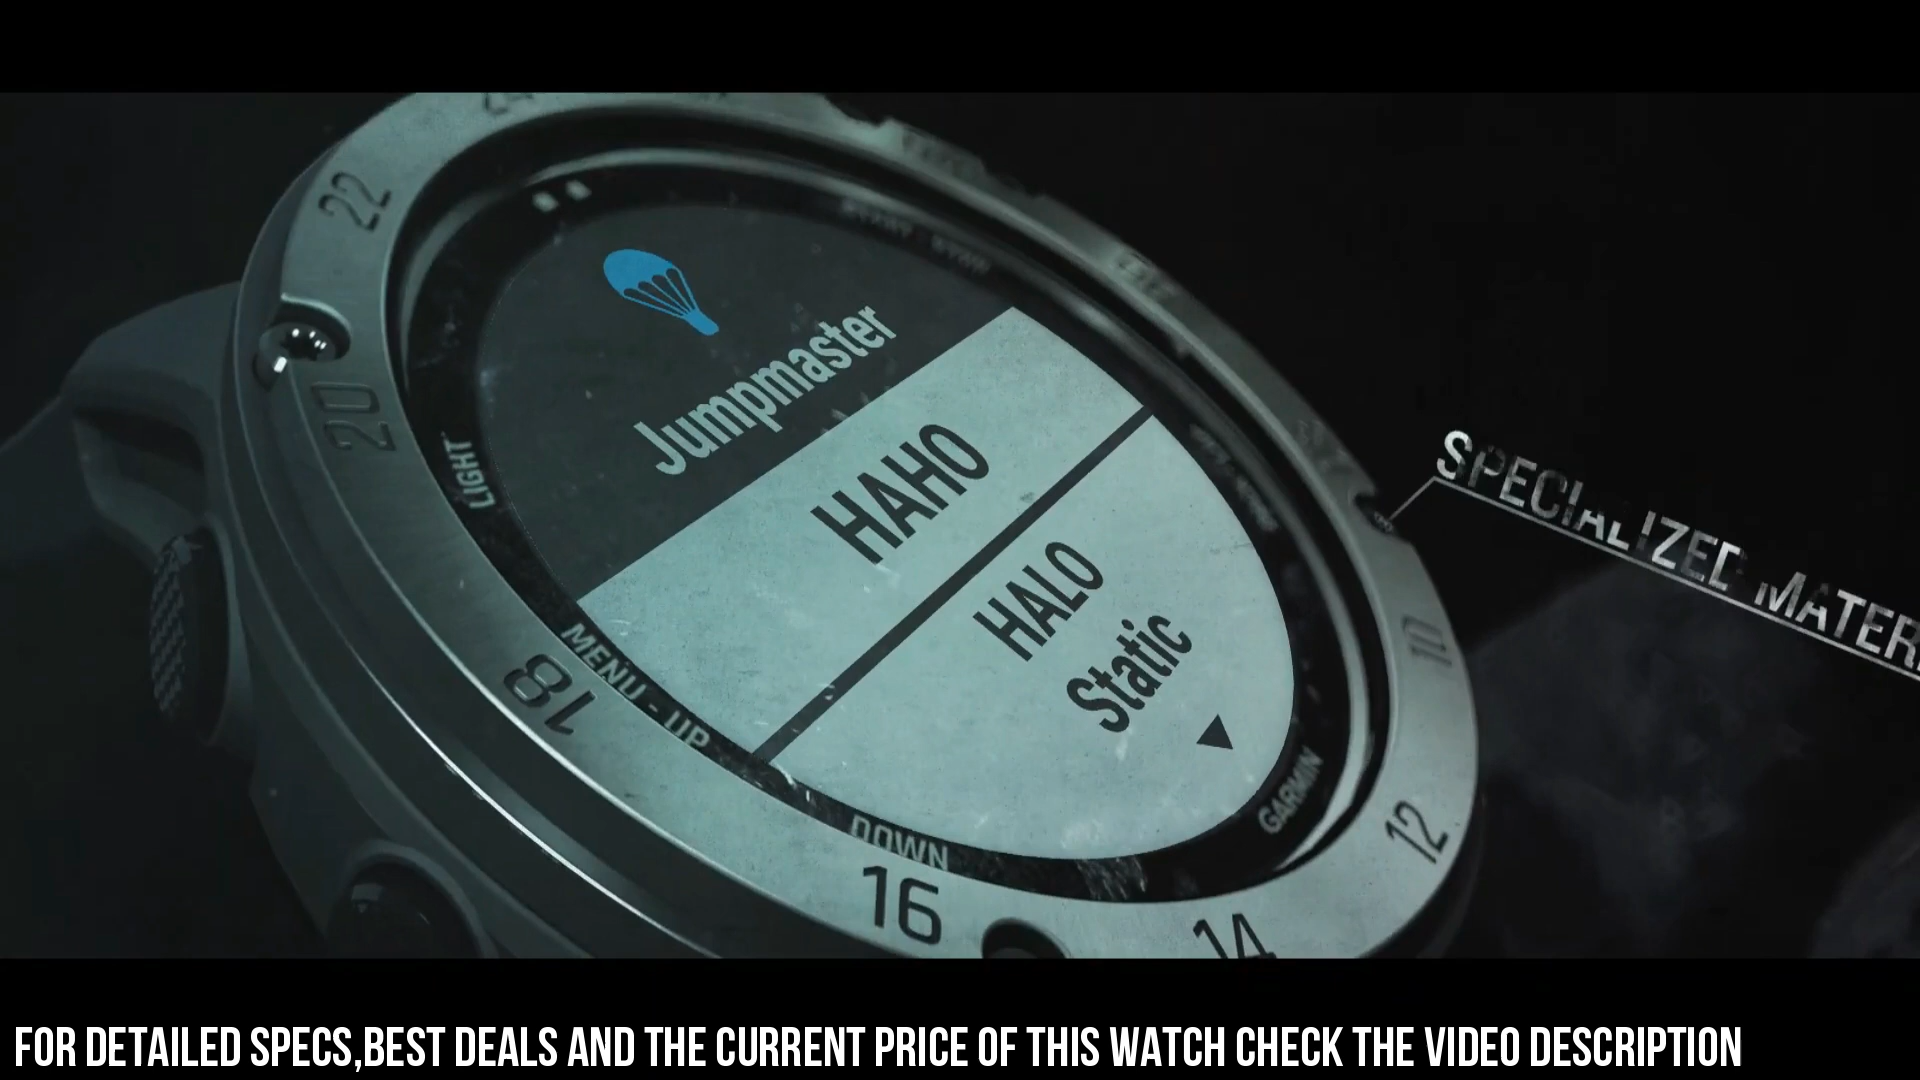 22
20
LIGHT
Jumpmaster
HAHO
HALO
Static
MENU - UP
18
DOWN
GARMIN
16
14
12
10
SPECIALIZED MATER
FOR DETAILED SPECS,BEST DEALS AND THE CURRENT PRICE OF THIS WATCH CHECK THE VIDEO DESCRIPTION